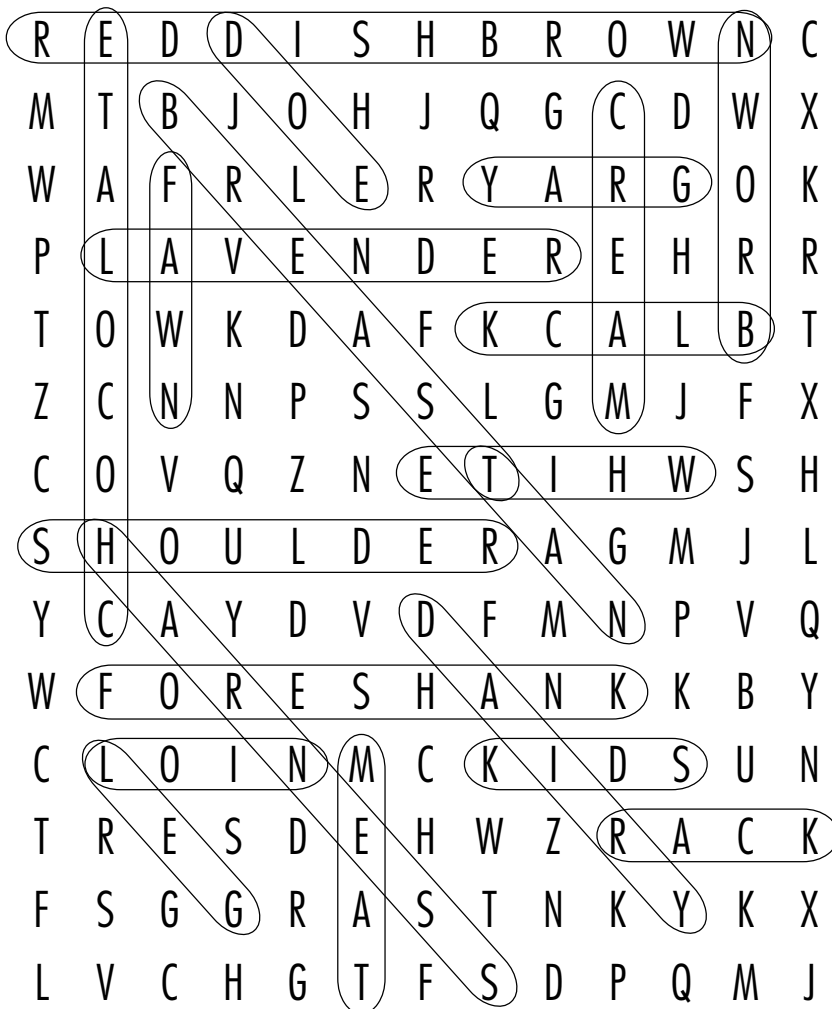 R E D D I S H B R O W N C
M T B J O H J Q G C D W X
W A F R L E R Y A R G O K
P L A V E N D E R E H R R
T O W K D A F K C A L B T
Z C N N P S S L G M J F X
C O V Q Z N E T I H W S H
S H O U L D E R A G M J L
Y C A Y D V D F M N P V Q
W F O R E S H A N K K B Y
C L O I N M C K I D S U N
T R E S D E H W Z R A C K
F S G G R A S T N K Y K X
L V C H G T F S D P Q M J